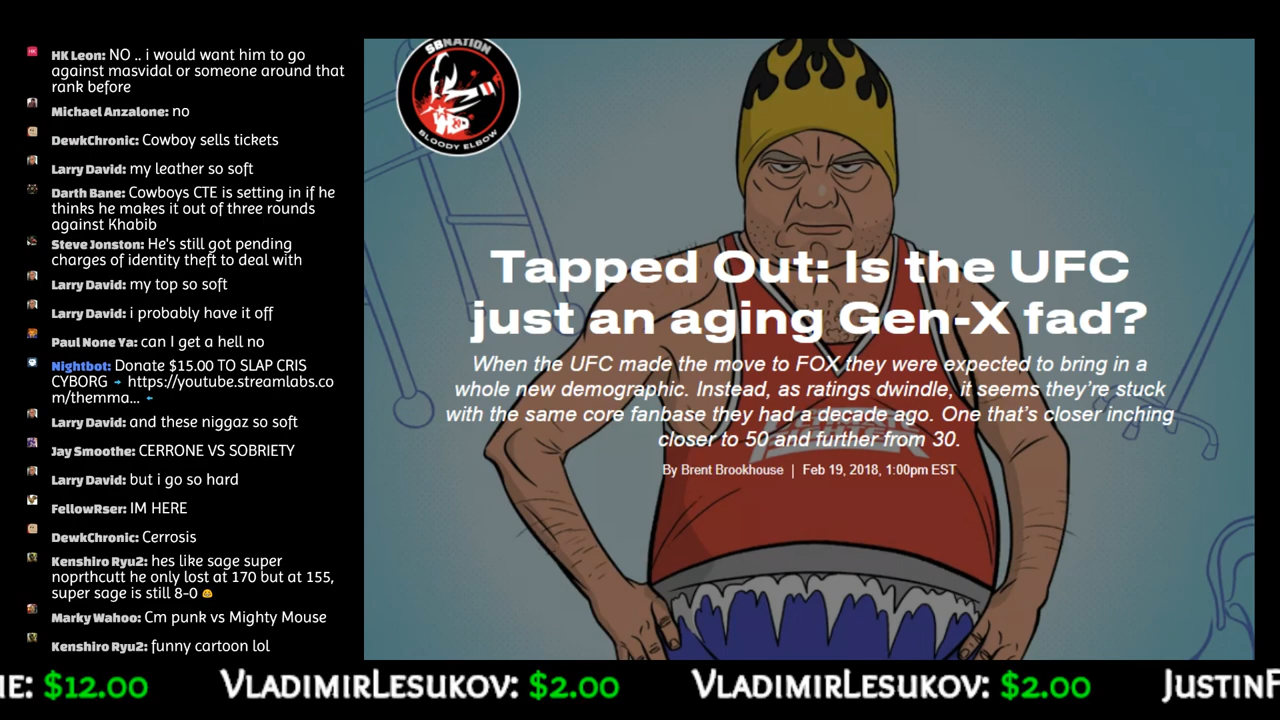 HK Leon: NO .. i would want him to go
against masvidal or someone around that
rank before
Michael Anzalone: no
DewkChronic: Cowboy sells tickets
Larry David: my leather so soft
Darth Bane: Cowboys CTE is setting in if he
thinks he makes it out of three rounds
against Khabib
Steve Jonston: He's still got pending
charges of identity theft to deal with
Larry David: my top so soft
Larry David: i probably have it off
Paul None Ya: can I get a hell no
Nightbot: Donate $15.00 TO SLAP CRIS
CYBORG → https://youtube.streamlabs.co
m/themma... ←
Larry David: and these niggaz so soft
Jay Smoothe: CERRONE VS SOBRIETY
Larry David: but i go so hard
FellowRser: IM HERE
DewkChronic: Cerrosis
Kenshiro Ryu2: hes like sage super
noprthcutt he only lost at 170 but at 155,
super sage is still 8-0
Marky Wahoo: Cm punk vs Mighty Mouse
Kenshiro Ryu2: funny cartoon lol
SBNATION
BLOODY ELBOW
Tapped Out: Is the UFC
just an aging Gen-X fad?
When the UFC made the move to FOX they were expected to bring in a
whole new demographic. Instead, as ratings dwindle, it seems they're stuck
with the same core fanbase they had a decade ago. One that's closer inching
closer to 50 and further from 30.
By Brent Brookhouse | Feb 19, 2018, 1:00pm EST
NE: $12.00 VLADIMIRLESUKOV: $2.00 VLADIMIRLESUKOV: $2.00 JUSTINF